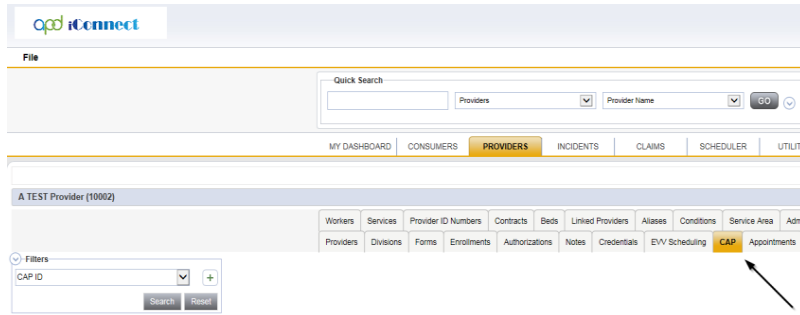 apd iConnect
File
Quick Search
Providers Provider Name GO
MY DASHBOARD CONSUMERS PROVIDERS INCIDENTS CLAIMS SCHEDULER UTILIT
A TEST Provider (10002)
Workers Services Provider ID Numbers Contracts Beds Linked Providers Aliases Conditions Service Area Adm
Providers Divisions Forms Enrollments Authorizations Notes Credentials EVV Scheduling CAP Appointments
Filters
CAP ID
Search Reset